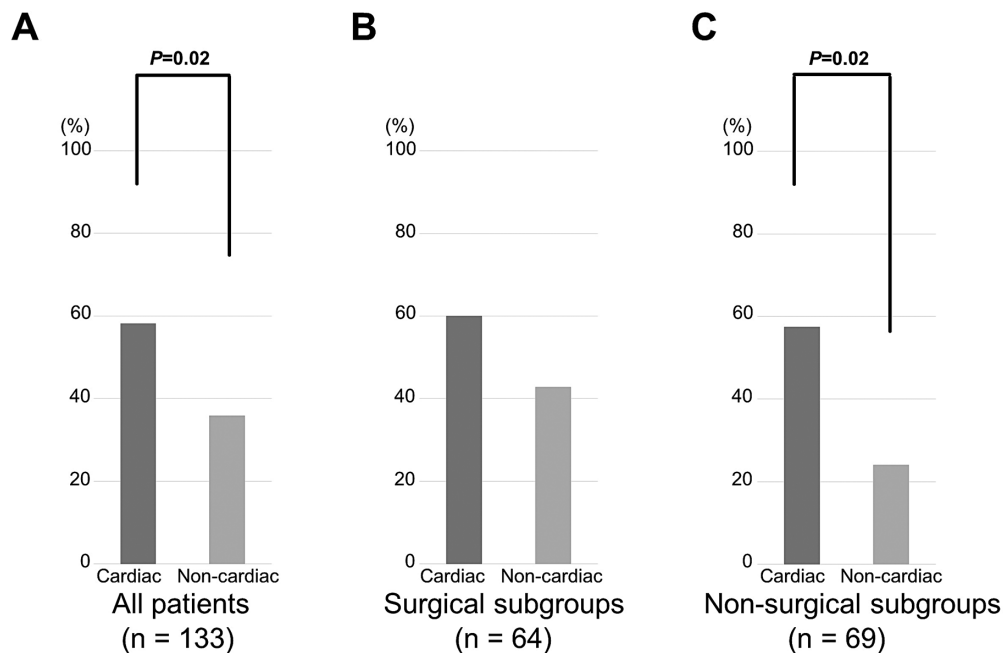 A
P=0.02
(%)
100
80
60
40
20
0
Cardiac Non-cardiac
All patients
(n = 133)
B
(%)
100
80
60
40
20
0
Cardiac Non-cardiac
Surgical subgroups
(n = 64)
C
P=0.02
(%)
100
80
60
40
20
0
Cardiac Non-cardiac
Non-surgical subgroups
(n = 69)